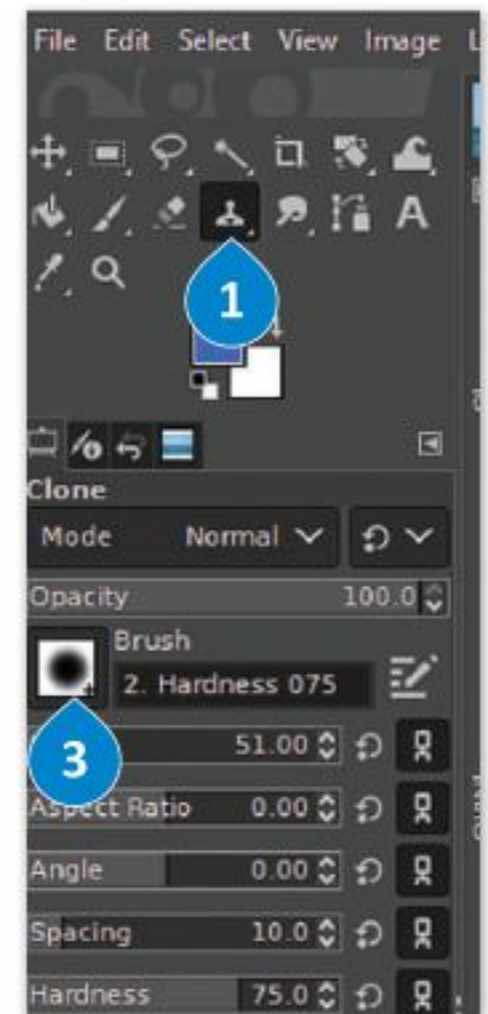 File Edit Select View Image
A
1
Clone
Mode Normal
Opacity 100.0
Brush
2. Hardness 075
3
51.00
Aspect Ratio 0.00
Angle 0.00
Spacing 10.0
Hardness 75.0